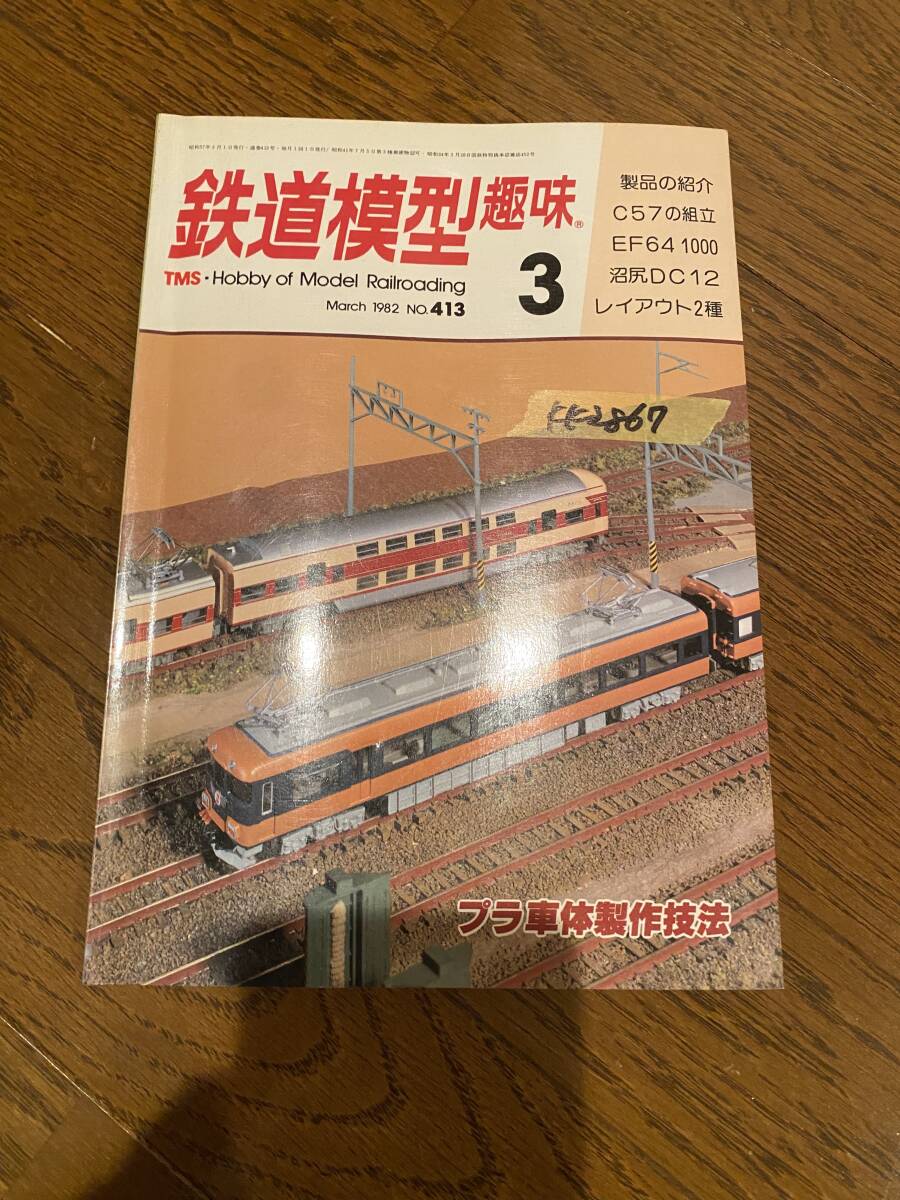 鉄道模型趣味®
TMS・Hobby of Model Railroading
March 1982 NO.413
3
製品の紹介
C57の組立
EF64 1000
沼尻DC12
レイアウト2種
KK2867
プラ車体製作技法